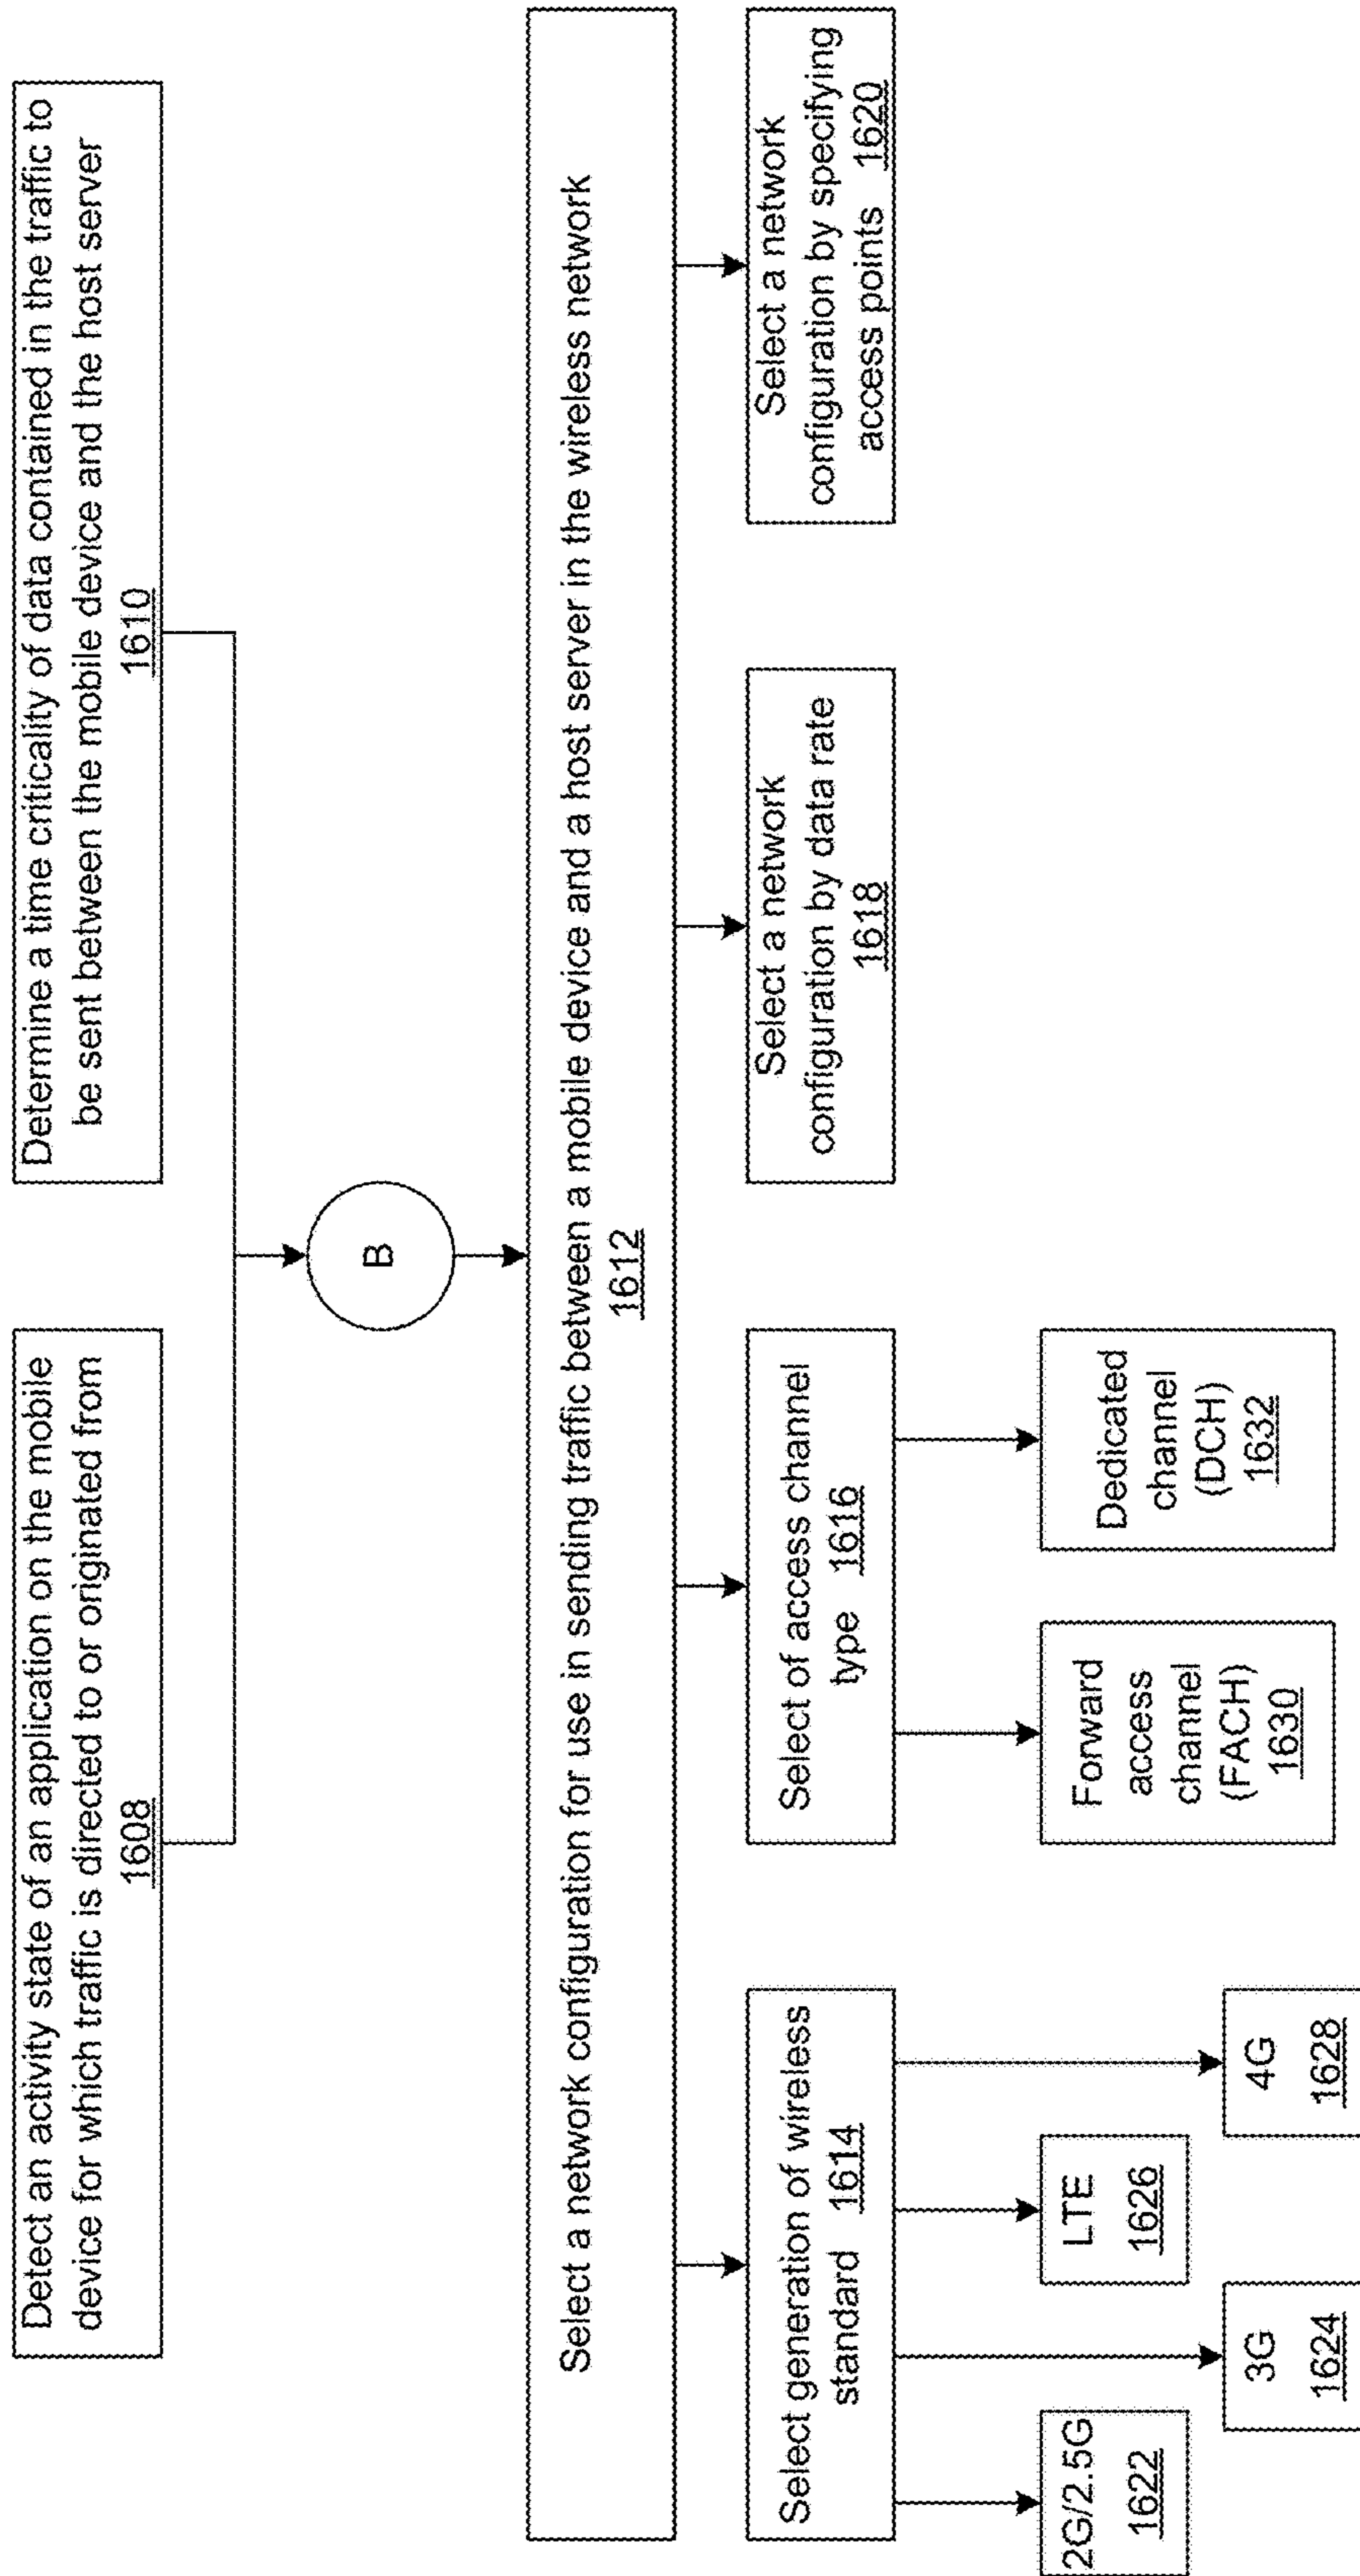 Detect an activity state of an application on the mobile
device for which traffic is directed to or originated from
1608
Determine a time criticality of data contained in the traffic to
be sent between the mobile device and the host server
1610
B
Select a network configuration for use in sending traffic between a mobile device and a host server in the wireless network
1612
Select generation of wireless
standard 1614
Select of access channel
type 1616
Select a network
configuration by data rate
1618
Select a network
configuration by specifying
access points 1620
2G/2.5G
1622
3G
1624
LTE
1626
4G
1628
Forward
access
channel
(FACH)
1630
Dedicated
channel
(DCH)
1632